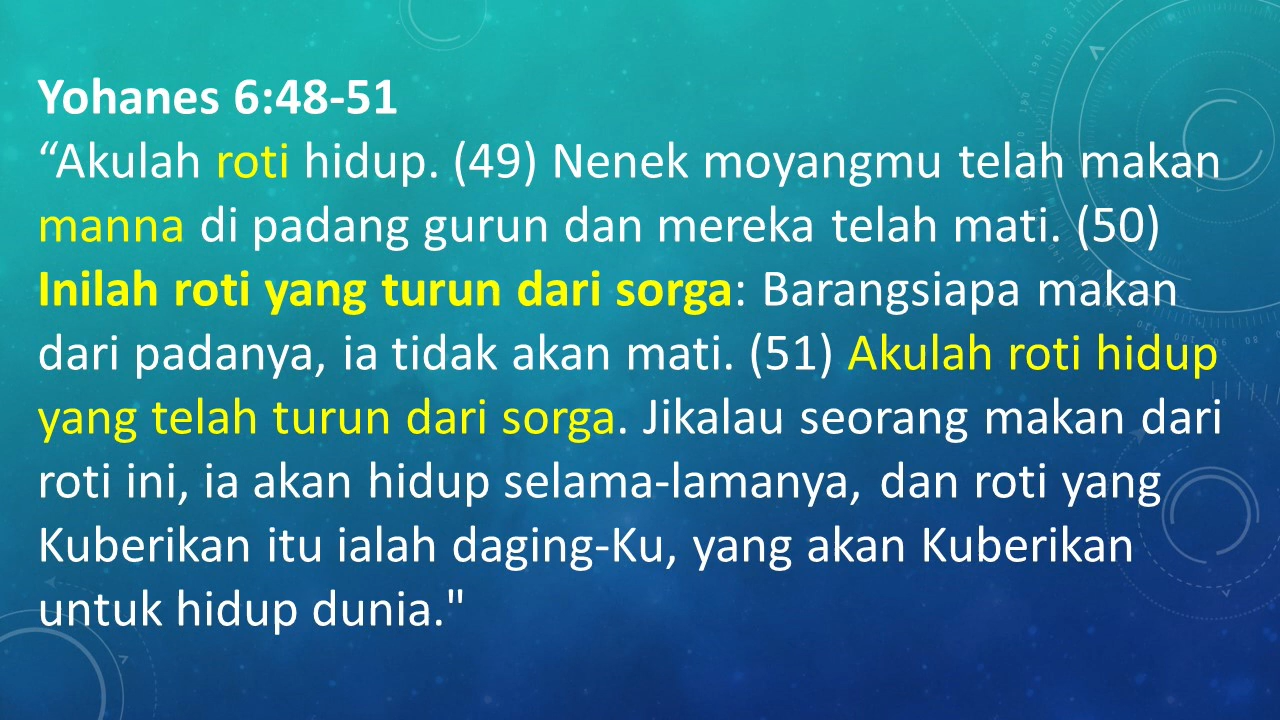 Yohanes 6:48-51
“Akulah roti hidup. (49) Nenek moyangmu telah makan
manna di padang gurun dan mereka telah mati. (50)
Inilah roti yang turun dari sorga: Barangsiapa makan
dari padanya, ia tidak akan mati. (51) Akulah roti hidup
yang telah turun dari sorga. Jikalau seorang makan dari
roti ini, ia akan hidup selama-lamanya, dan roti yang
Kuberikan itu ialah daging-Ku, yang akan Kuberikan
untuk hidup dunia."